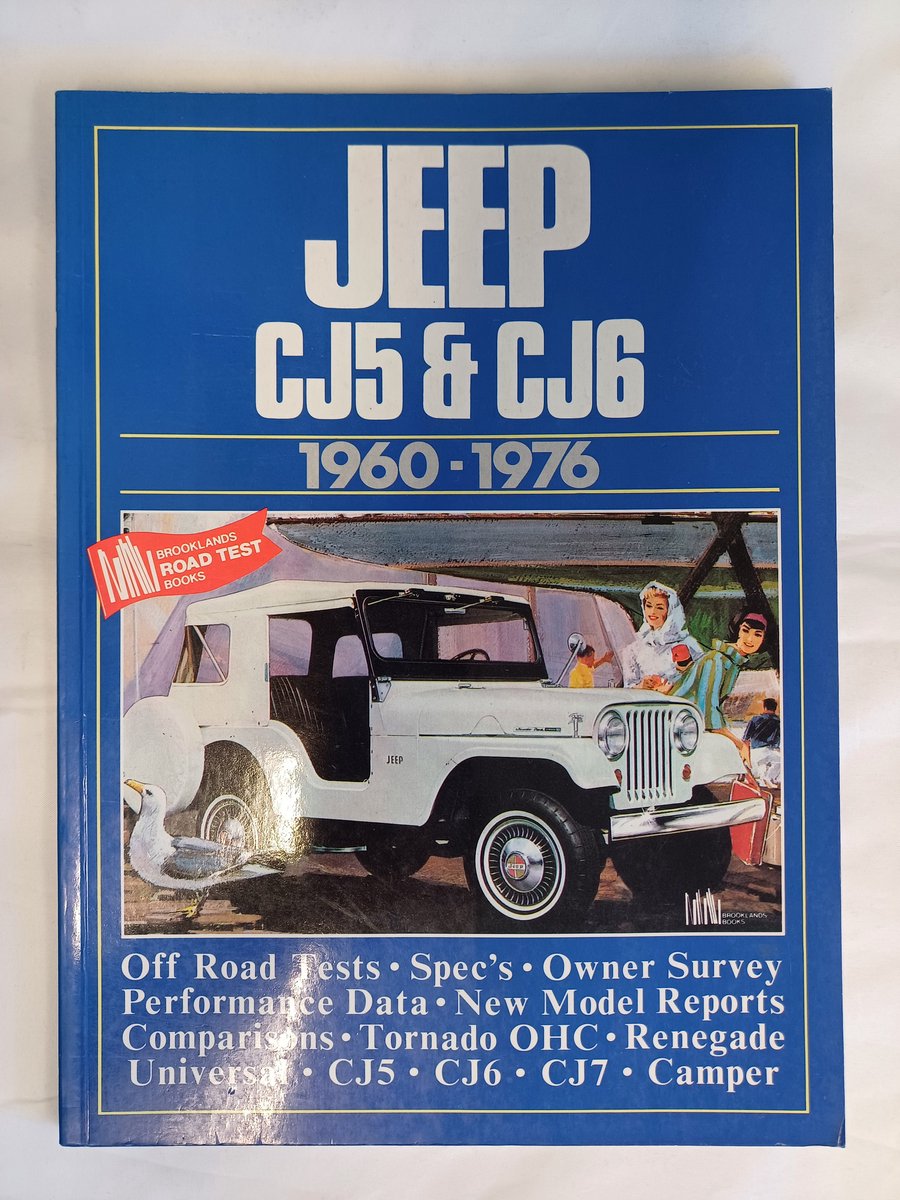 JEEP
CJ5 & CJ6
1960-1976
BROOKLANDS
ROAD TEST
BOOKS
JEEP
JEEP
BROOKLANDS
BOOKS
Off Road Tests • Spec's • Owner Survey
Performance Data • New Model Reports
Comparisons • Tornado OHC • Renegade
Universal • CJ5 • CJ6 • CJ7 • Camper